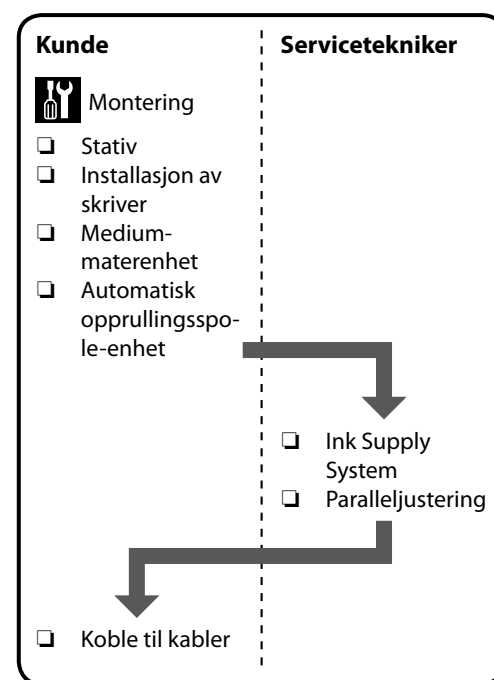 Kunde
Servicetekniker
Montering
❏ Stativ
❏ Installasjon av
skriver
❏ Medium-
materenhet
❏ Automatisk
opprullingsspo-
le-enhet
❏ Ink Supply
System
❏ Paralleljustering
❏ Koble til kabler